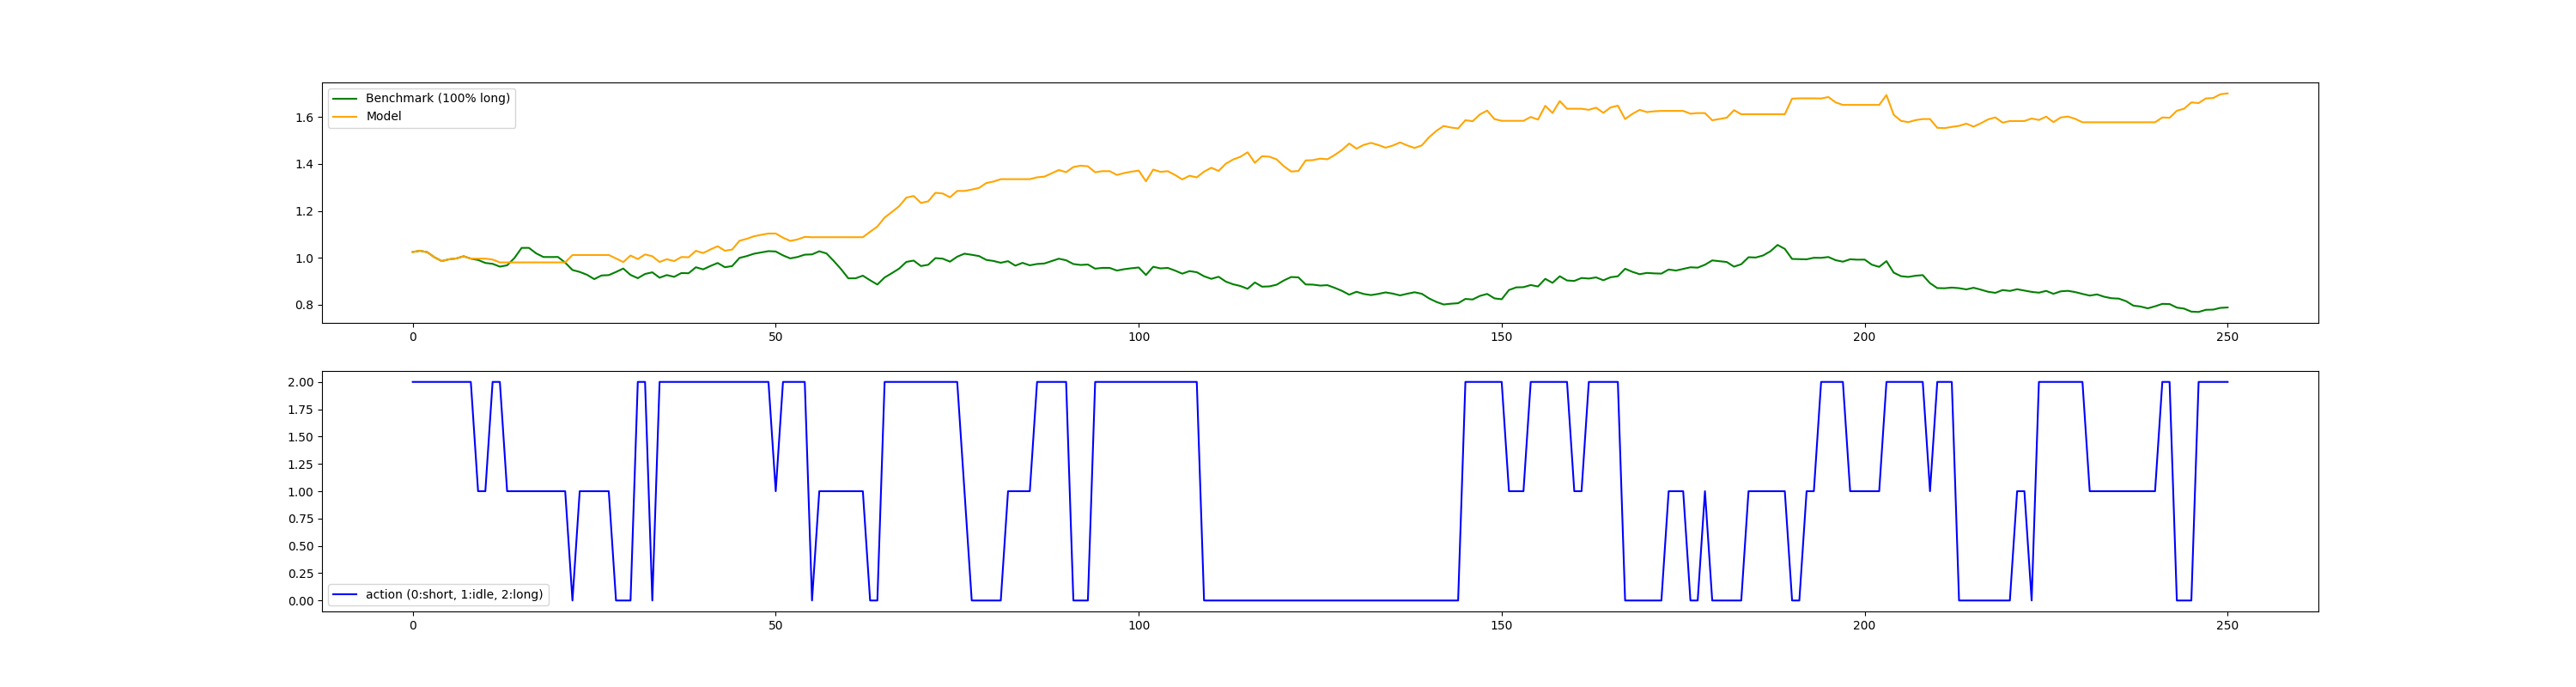 Benchmark (100% long)
Model
1.6
1.4
1.2
1.0
0.8
0 50 100 150 200 250
2.00
1.75
1.50
1.25
1.00
0.75
0.50
0.25
0.00
action (0:short, 1:idle, 2:long)
0 50 100 150 200 250